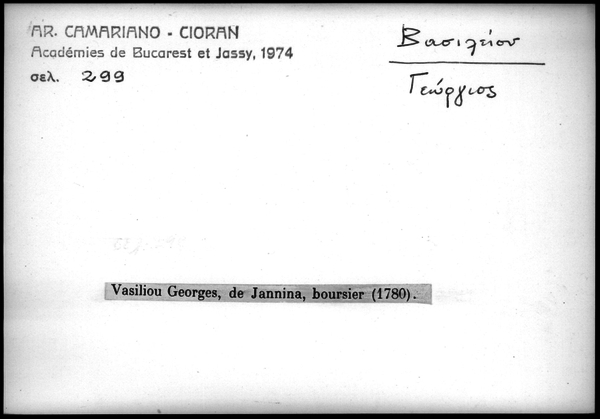 AR. CAMARIANO - CIORAN
Académies de Bucarest et Jassy, 1974
σελ. 299
Βασιλείου
Γεώργιος
Vasiliou Georges, de Jannina, boursier (1780).